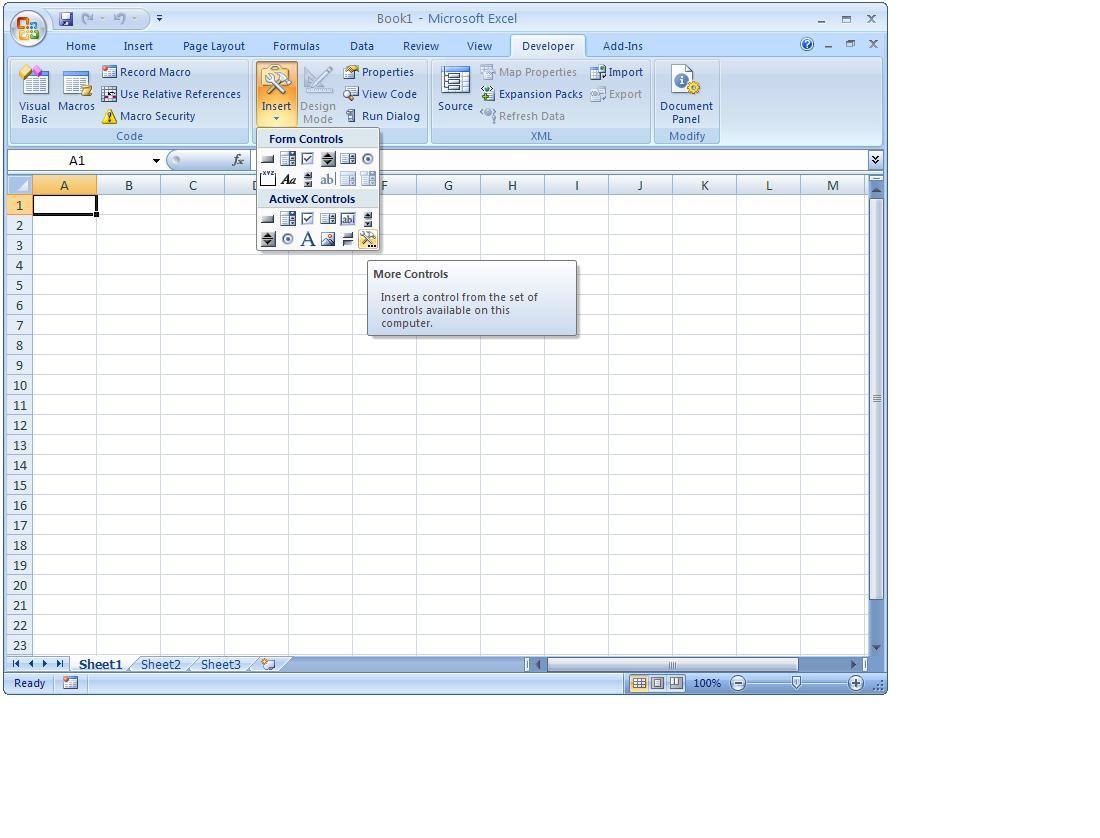 Book1 - Microsoft Excel
Home Insert Page Layout Formulas Data Review View Developer Add-Ins
Visual Basic
Macros
Record Macro
Use Relative References
Macro Security
Code
Insert
Design Mode
Properties
View Code
Run Dialog
Source
Map Properties
Expansion Packs
Refresh Data
Import
Export
XML
Document Panel
Modify
A1
fx
Form Controls
XYZ
Aa
ab
ActiveX Controls
abl
A
More Controls
Insert a control from the set of
controls available on this
computer.
A B C D F G H I J K L M
1
2
3
4
5
6
7
8
9
10
11
12
13
14
15
16
17
18
19
20
21
22
23
Sheet1 Sheet2 Sheet3
Ready
100%